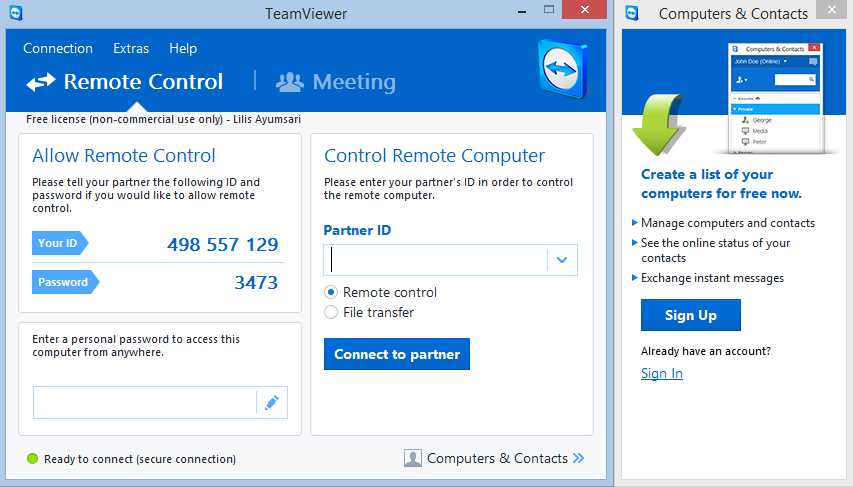 TeamViewer
Connection Extras Help
Remote Control
Meeting
Free license (non-commercial use only) - Lilis Ayumsari
Allow Remote Control
Please tell your partner the following ID and
password if you would like to allow remote
control.
Your ID 498 557 129
Password 3473
Enter a personal password to access this
computer from anywhere.
Control Remote Computer
Please enter your partner's ID in order to control
the remote computer.
Partner ID
Remote control
File transfer
Connect to partner
Ready to connect (secure connection)
Computers & Contacts
Computers & Contacts
Computers & Contacts
John Doe (Online)
Private
George
Media
Peter
Create a list of your
computers for free now.
Manage computers and contacts
See the online status of your
contacts
Exchange instant messages
Sign Up
Already have an account?
Sign In